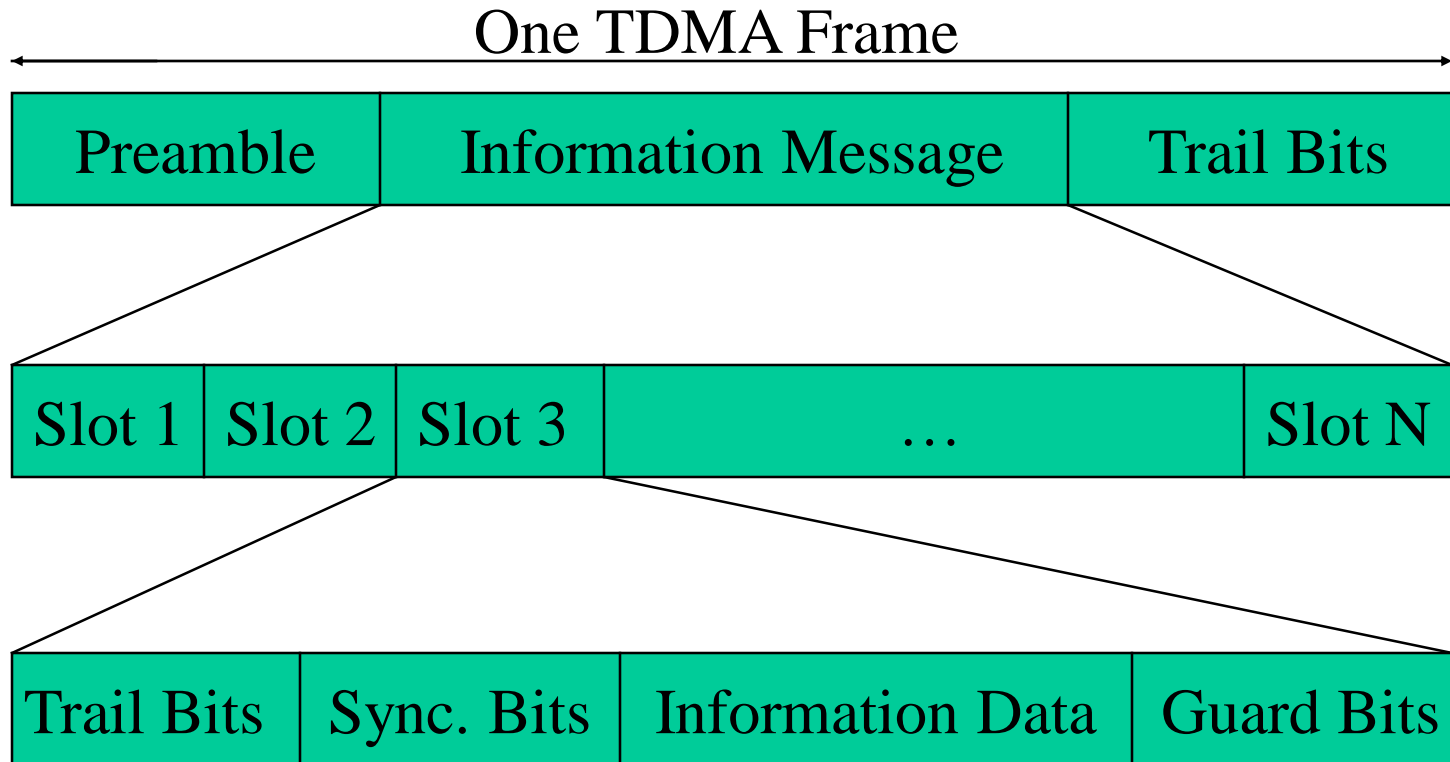 One TDMA Frame
Preamble Information Message Trail Bits
Slot 1 Slot 2 Slot 3 … Slot N
Trail Bits Sync. Bits Information Data Guard Bits